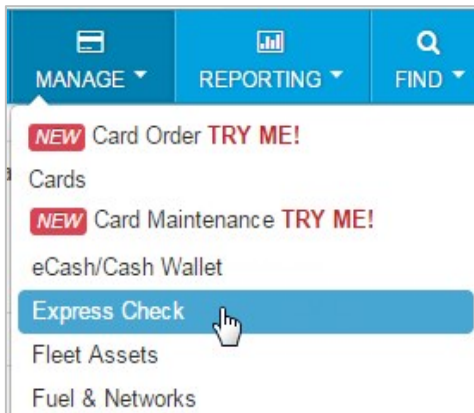 MANAGE REPORTING FIND
NEW Card Order TRY ME!
Cards
NEW Card Maintenance TRY ME!
eCash/Cash Wallet
Express Check
Fleet Assets
Fuel & Networks